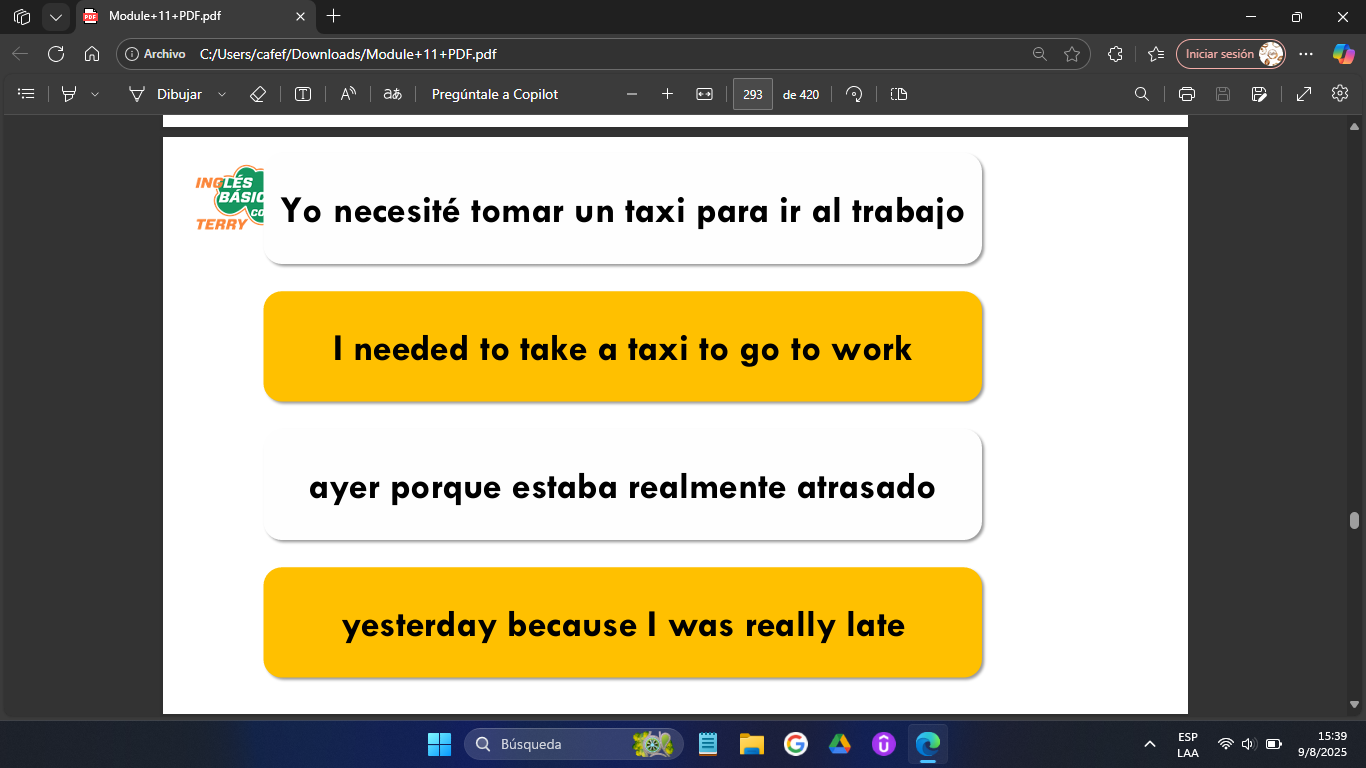 Module+11+PDF.pdf
Archivo C:/Users/cafef/Downloads/Module+11+PDF.pdf
Iniciar sesión
Dibujar
Pregúntale a Copilot
293 de 420
INGLÉS
BÁSIC
CO
TERRY
Yo necesité tomar un taxi para ir al trabajo
I needed to take a taxi to go to work
ayer porque estaba realmente atrasado
yesterday because I was really late
Búsqueda
ESP
LAA
15:39
9/8/2025